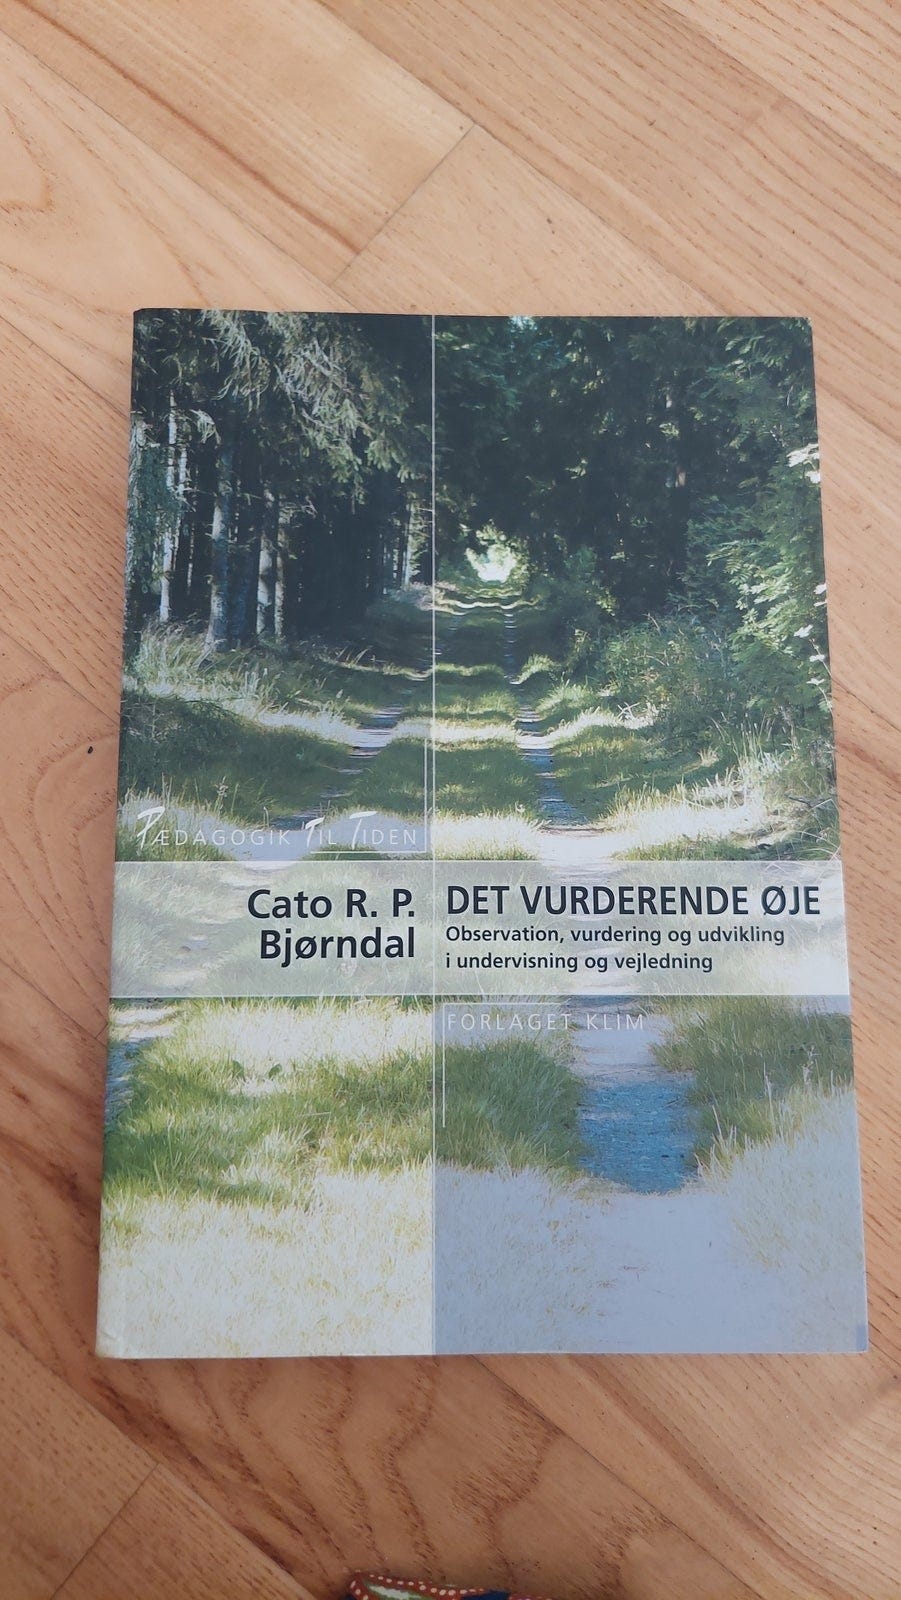 PÆDAGOGIK TIL TIDEN
Cato R. P.
Bjørndal
DET VURDERENDE ØJE
Observation, vurdering og udvikling
i undervisning og vejledning
FORLAGET KLIM